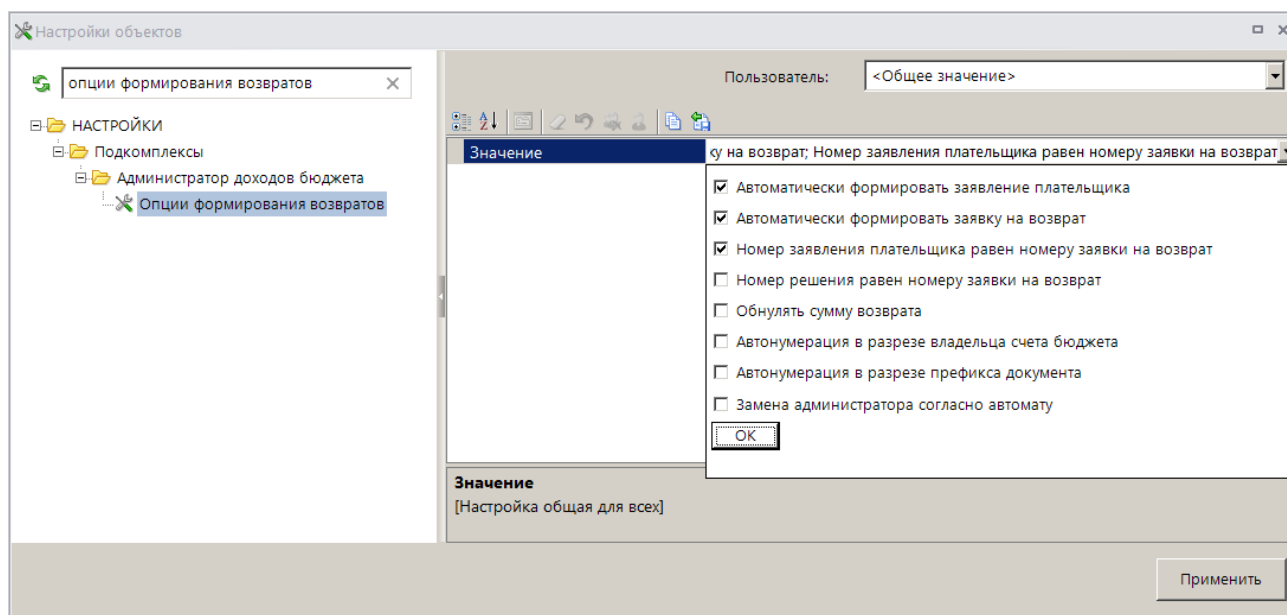 Настройки объектов
опции формирования возвратов
Пользователь:
<Общее значение>
НАСТРОЙКИ
Подкомплексы
Администратор доходов бюджета
Опции формирования возвратов
Значение
ку на возврат; Номер заявления плательщика равен номеру заявки на возврат
Автоматически формировать заявление плательщика
Автоматически формировать заявку на возврат
Номер заявления плательщика равен номеру заявки на возврат
Номер решения равен номеру заявки на возврат
Обнулять сумму возврата
Автонумерация в разрезе владельца счета бюджета
Автонумерация в разрезе префикса документа
Замена администратора согласно автомату
OK
Значение
[Настройка общая для всех]
Применить